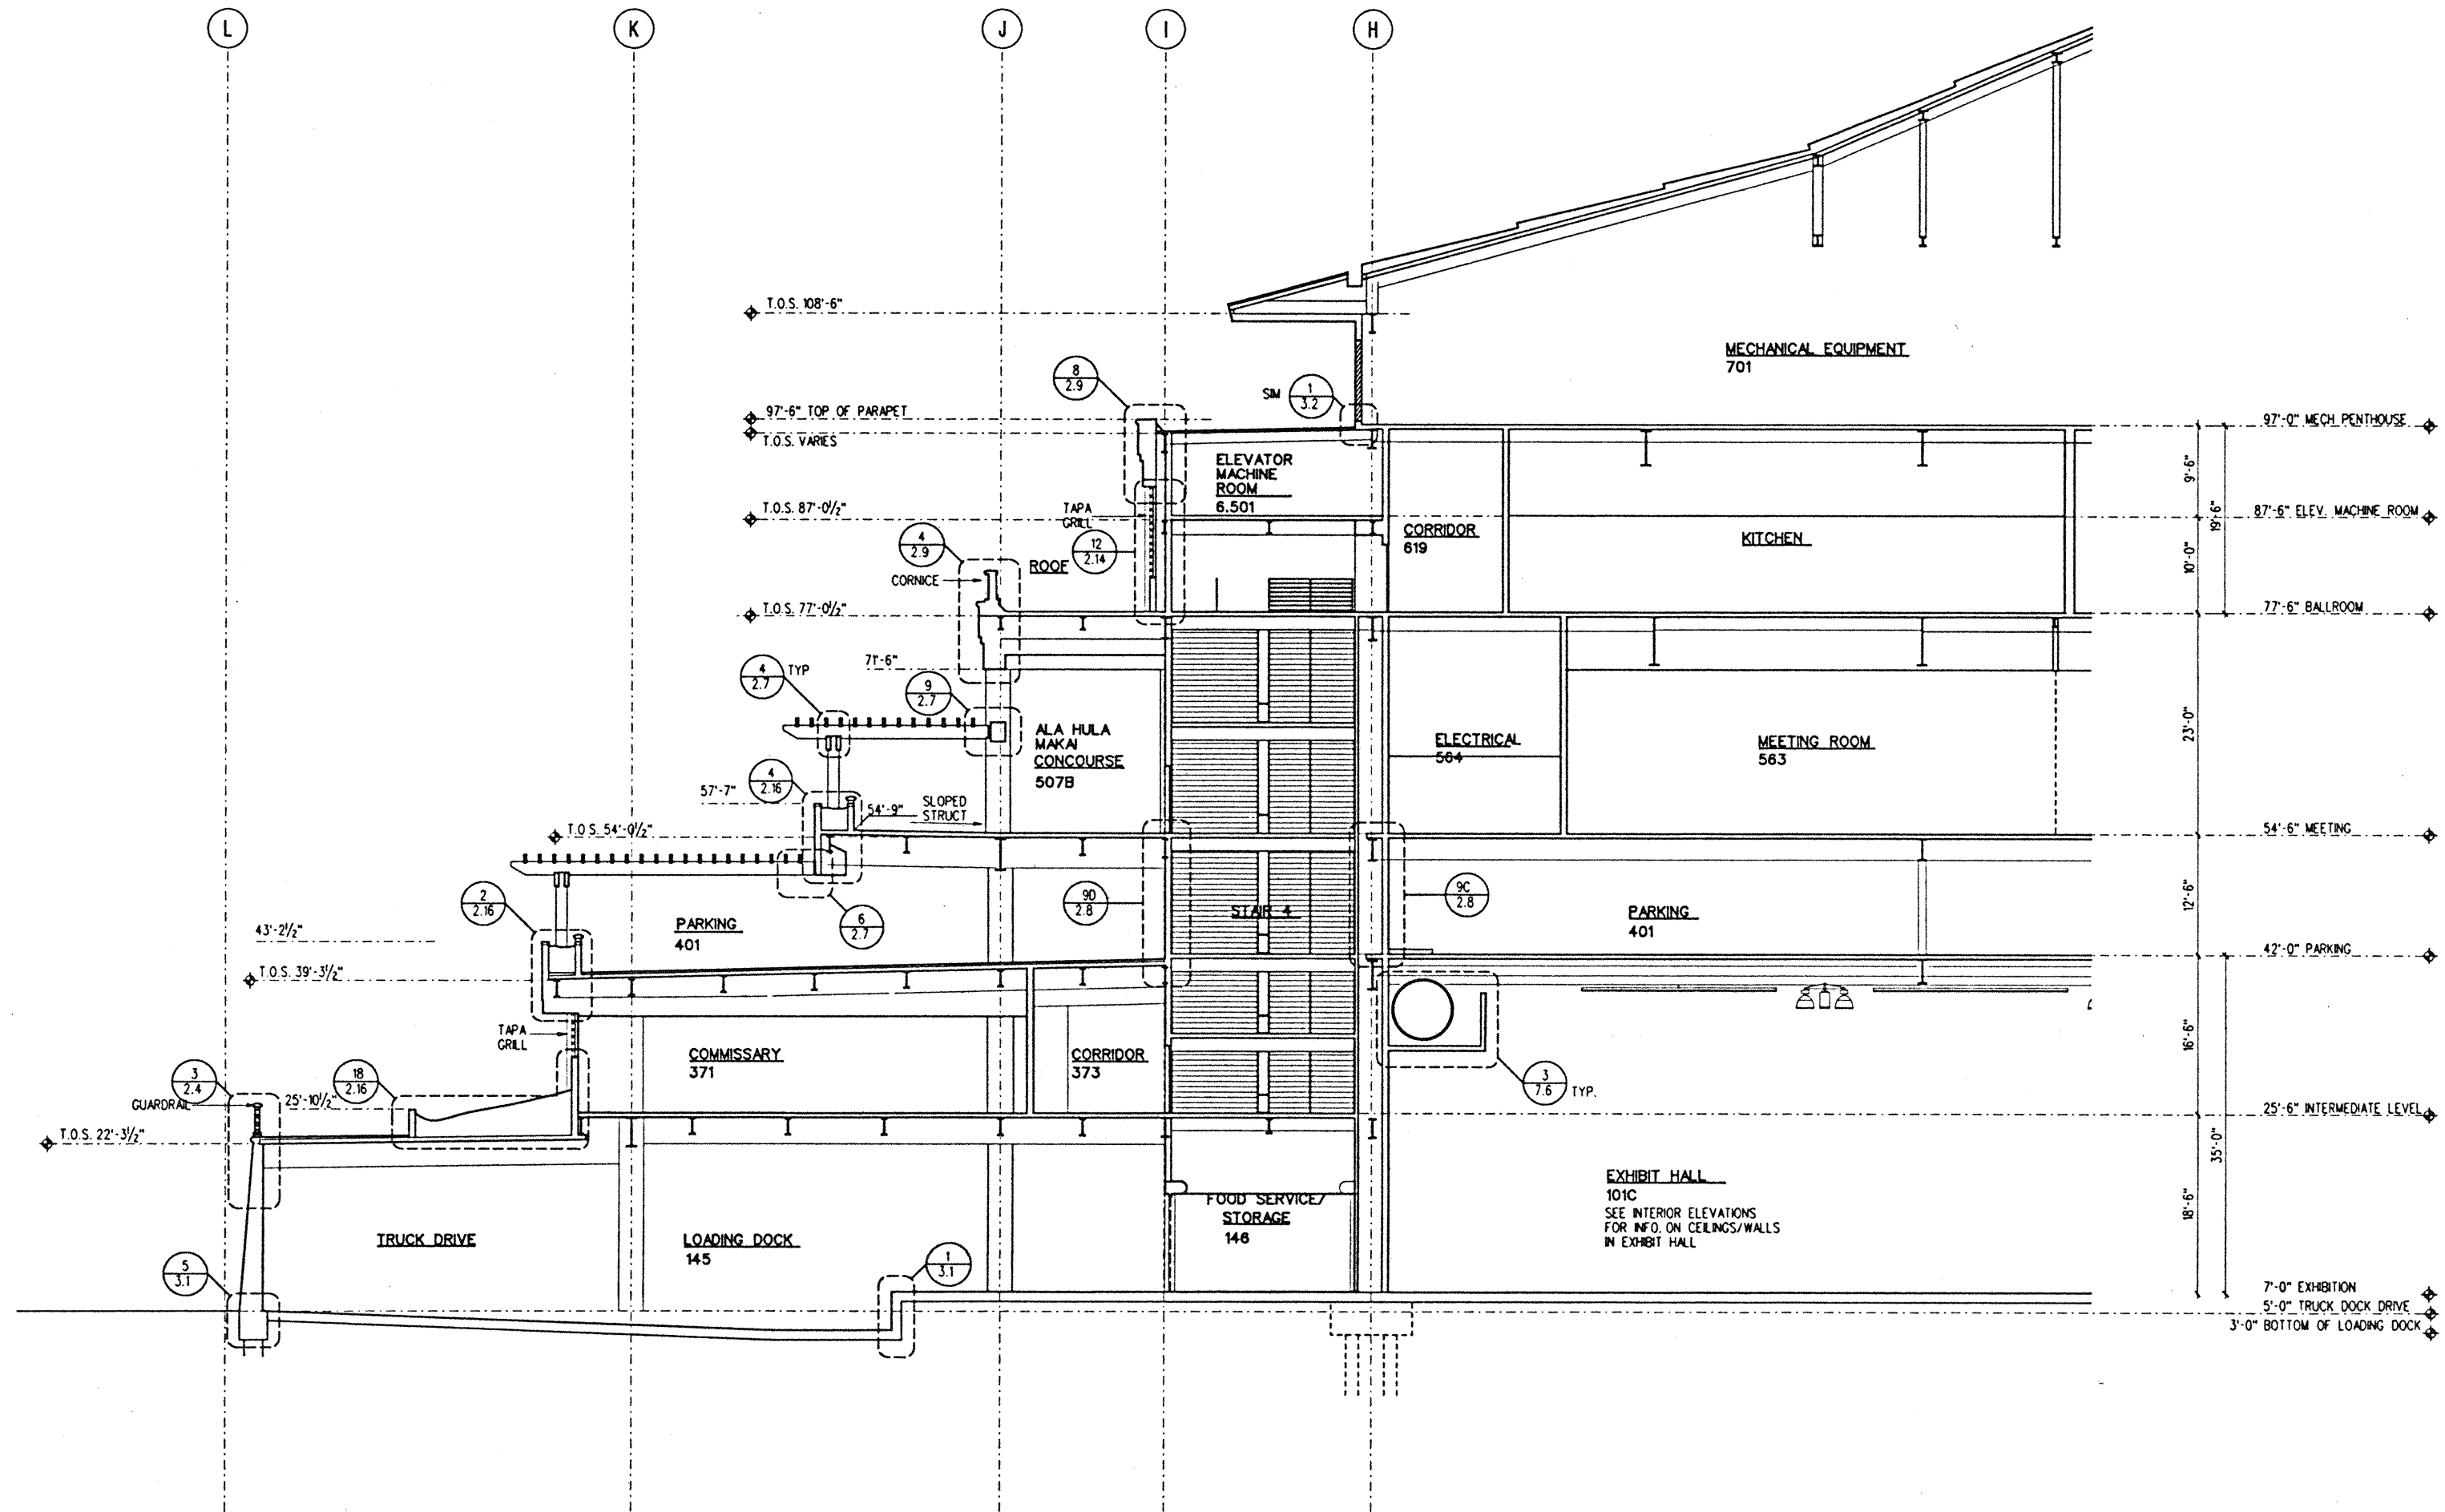 L
K
J
I
H
T.O.S. 108'-6"
MECHANICAL EQUIPMENT
701
8
2.9
SIM
1
3.2
97'-6" TOP OF PARAPET
T.O.S. VARIES
97'-0" MECH PENTHOUSE
ELEVATOR
MACHINE
ROOM
6.501
9'-6"
19'-6"
T.O.S. 87'-0½"
TAPA
GRILL
87'-6" ELEV. MACHINE ROOM
CORRIDOR
619
KITCHEN
4
2.9
12
2.14
ROOF
CORNICE
10'-0"
T.O.S. 77'-0½"
77'-6" BALLROOM
71'-6"
4
2.7
TYP
9
2.7
ALA HULA
MAKAI
CONCOURSE
507B
ELECTRICAL
564
MEETING ROOM
563
23'-0"
57'-7"
4
2.16
54'-9"
SLOPED
STRUCT
T.O.S. 54'-0½"
54'-6" MEETING
2
2.16
PARKING
401
6
2.7
9D
2.8
STAIR 4
9C
2.8
PARKING
401
12'-6"
43'-2½"
42'-0" PARKING
T.O.S. 39'-3½"
TAPA
GRILL
COMMISSARY
371
CORRIDOR
373
16'-6"
3
7.6
TYP.
3
2.4
GUARDRAIL
18
2.16
25'-10½"
25'-6" INTERMEDIATE LEVEL
T.O.S. 22'-3½"
35'-0"
EXHIBIT HALL
101C
SEE INTERIOR ELEVATIONS
FOR INFO. ON CEILINGS/WALLS
IN EXHIBIT HALL
18'-6"
FOOD SERVICE/
STORAGE
146
TRUCK DRIVE
LOADING DOCK
145
5
3.1
1
3.1
7'-0" EXHIBITION
5'-0" TRUCK DOCK DRIVE
3'-0" BOTTOM OF LOADING DOCK